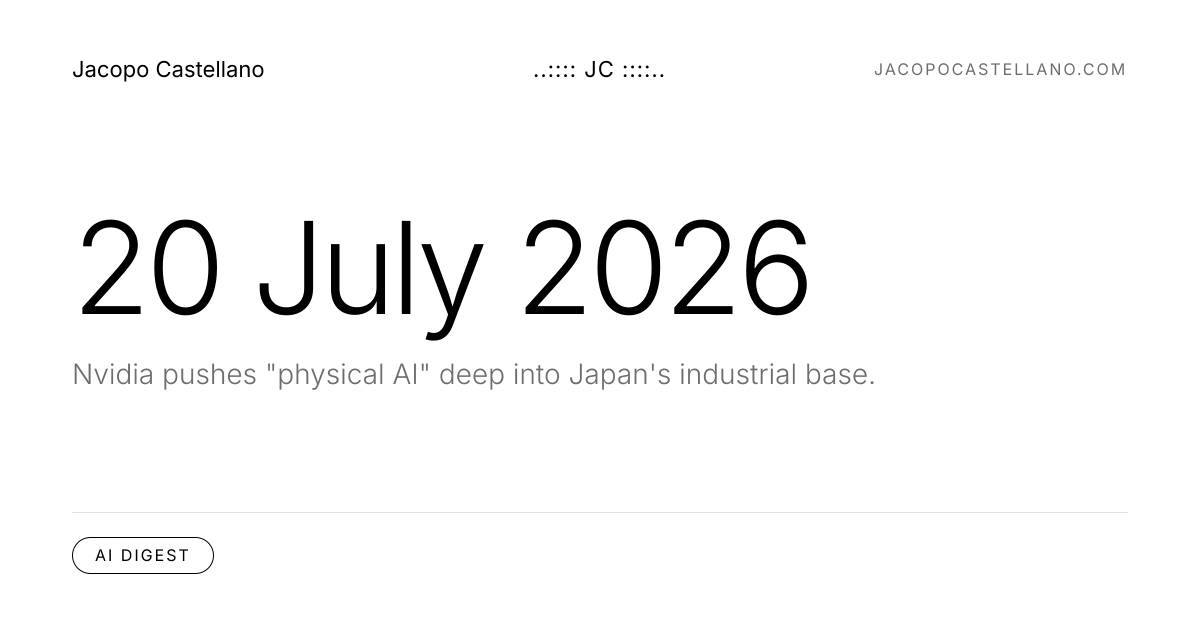 Jacopo Castellano
..:::: JC ::::..
JACOPOCASTELLANO.COM
20 July 2026
Nvidia pushes "physical AI" deep into Japan's industrial base.
AI DIGEST